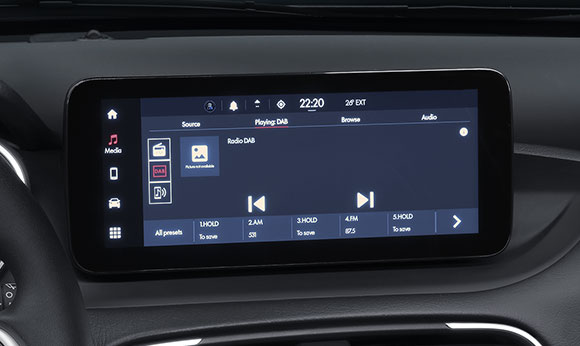 22:20 26° EXT
Source Playing: DAB Browse Audio
Media
Radio DAB
DAB
Picture not available
All presets
1.HOLD 2.AM 3.HOLD 4.FM 5.HOLD
To save 531 To save 87.5 To save